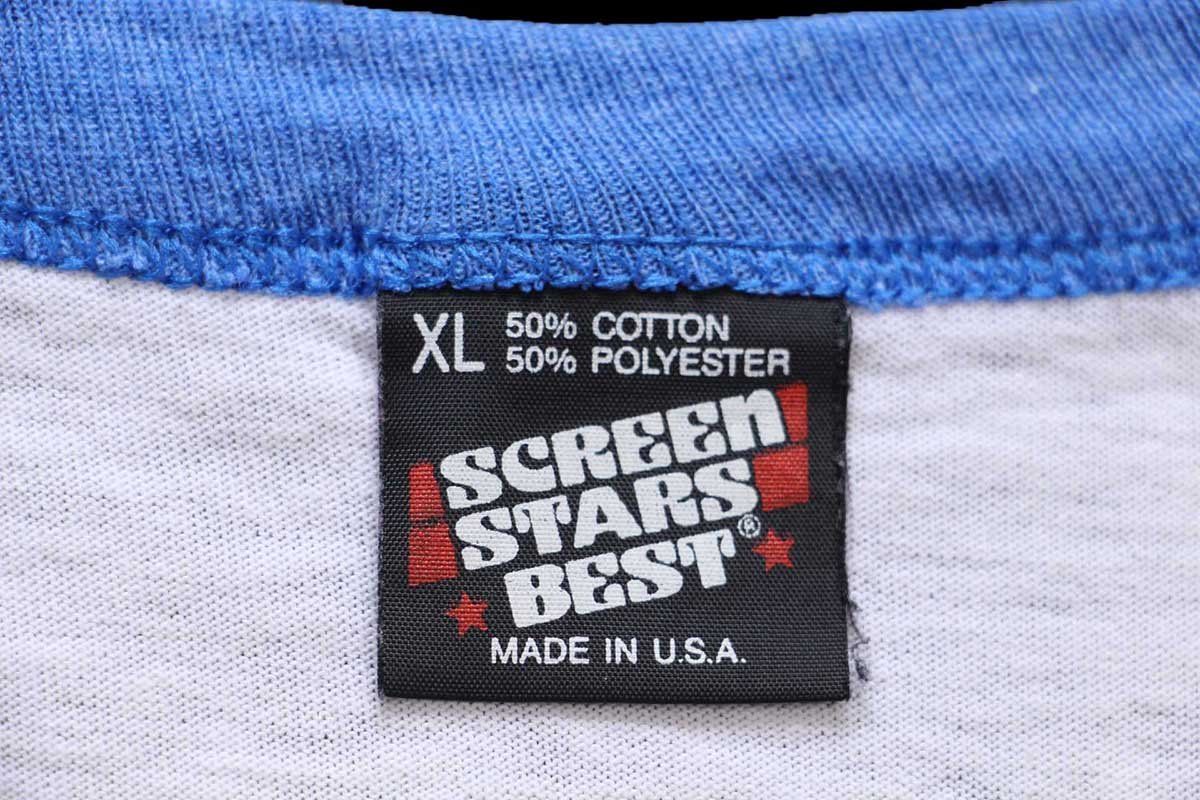 XL 50% COTTON
50% POLYESTER
SCREEN
STARS
BEST®
MADE IN U.S.A.